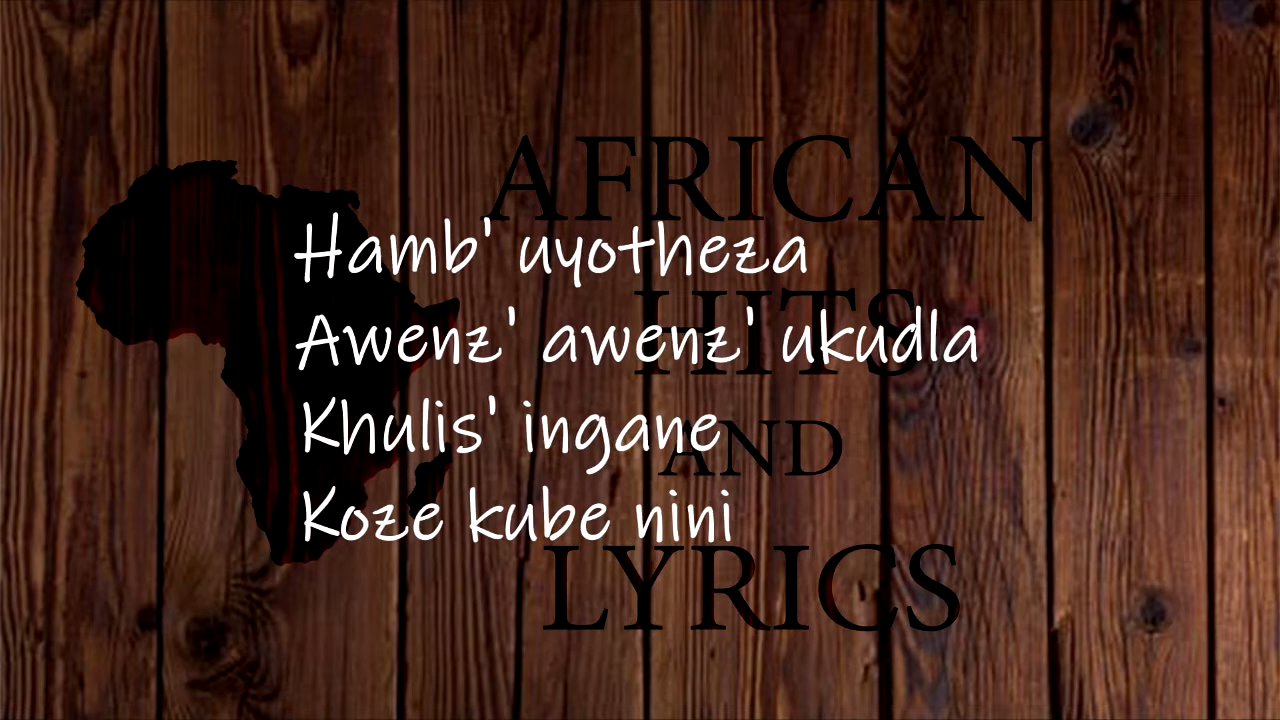 AFRICAN
Hamb' uyotheza
HITS
Awenz' awenz' ukudla
Khulis' ingane
AND
Koze kube nini
LYRICS